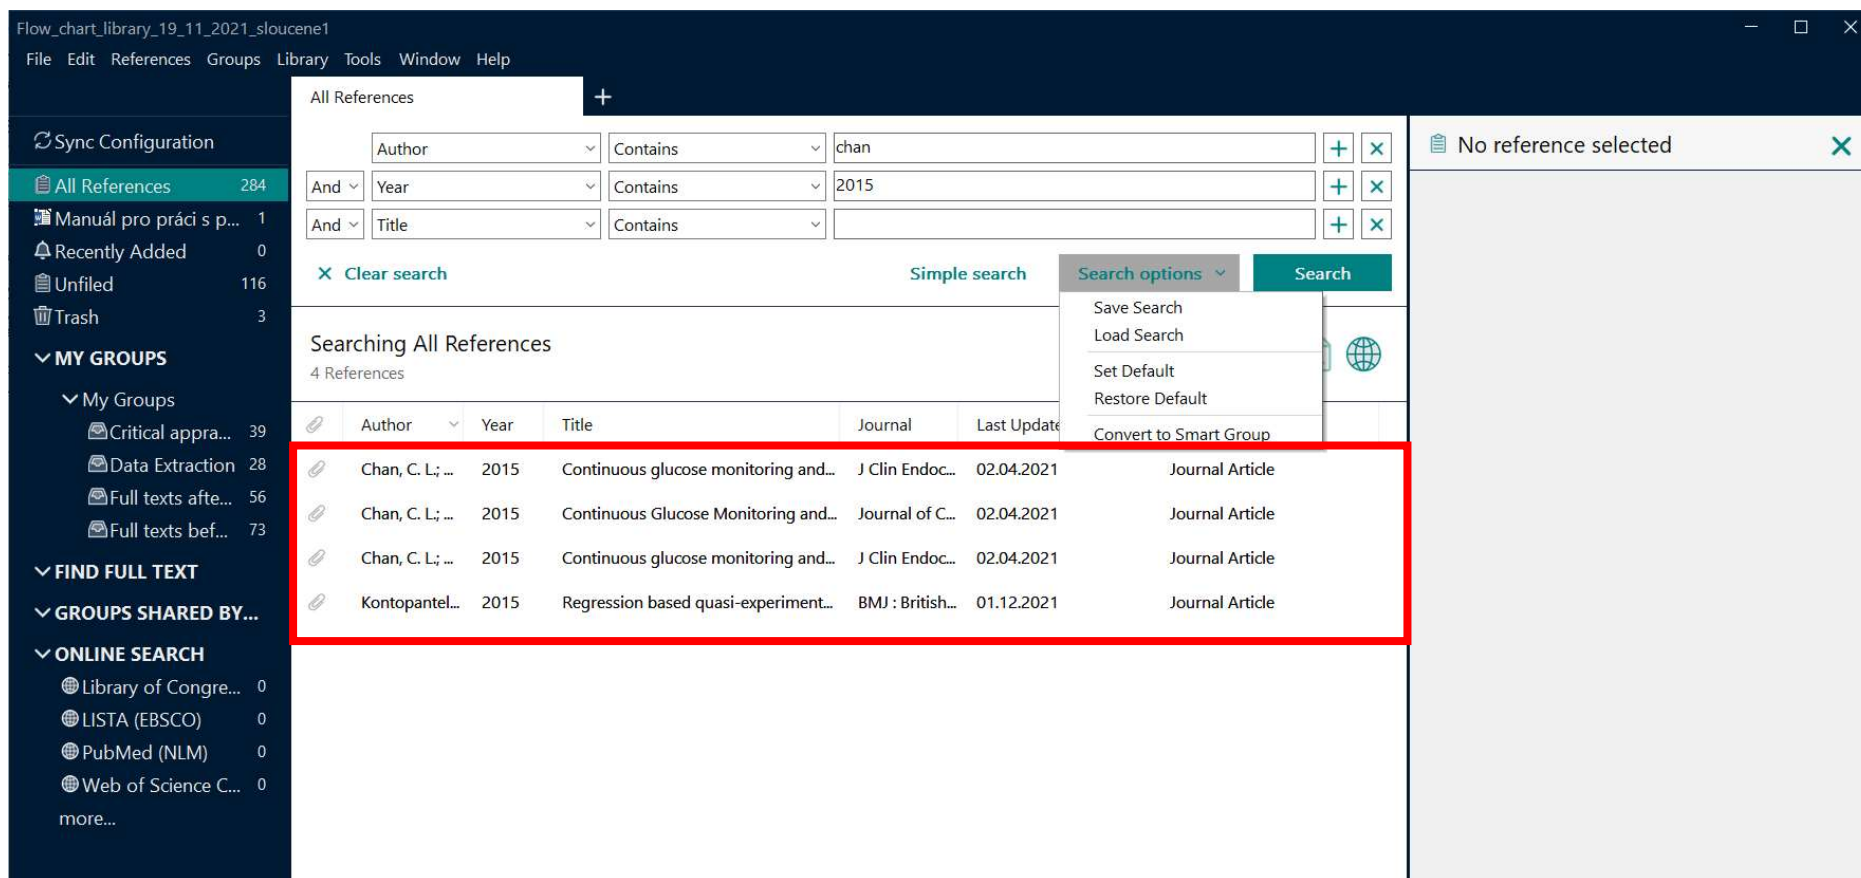 Flow_chart_library_19_11_2021_sloucene1
File Edit References Groups Library Tools Window Help
All References
Sync Configuration
All References 284
Manuál pro práci s p... 1
Recently Added 0
Unfiled 116
Trash 3
MY GROUPS
My Groups
Critical appra... 39
Data Extraction 28
Full texts afte... 56
Full texts bef... 73
FIND FULL TEXT
GROUPS SHARED BY...
ONLINE SEARCH
Library of Congre... 0
LISTA (EBSCO) 0
PubMed (NLM) 0
Web of Science C... 0
more...
Author Contains chan
And Year Contains 2015
And Title Contains
Clear search Simple search Search options Search
Save Search
Load Search
Set Default
Restore Default
Convert to Smart Group
Searching All References
4 References
Author Year Title Journal Last Update
Chan, C. L.; ... 2015 Continuous glucose monitoring and... J Clin Endoc... 02.04.2021 Journal Article
Chan, C. L.; ... 2015 Continuous Glucose Monitoring and... Journal of C... 02.04.2021 Journal Article
Chan, C. L.; ... 2015 Continuous glucose monitoring and... J Clin Endoc... 02.04.2021 Journal Article
Kontopantel... 2015 Regression based quasi-experiment... BMJ : British... 01.12.2021 Journal Article
No reference selected